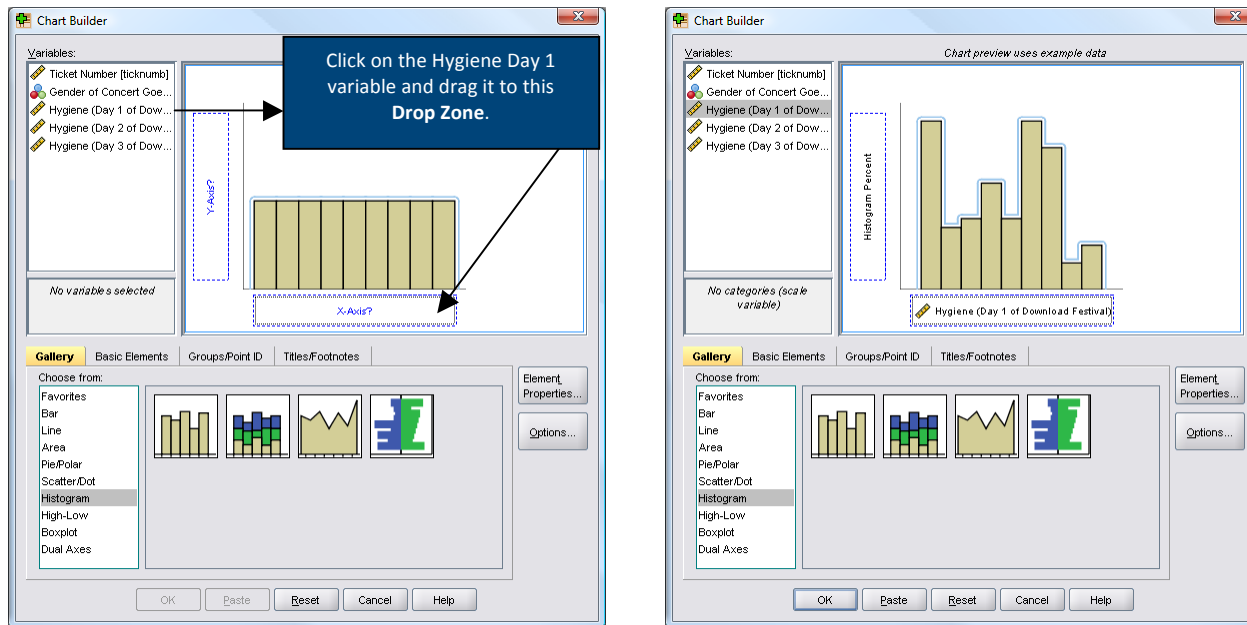 Chart Builder
Variables:
Ticket Number [ticknumb]
Gender of Concert Goe...
Hygiene (Day 1 of Dow...
Hygiene (Day 2 of Dow...
Hygiene (Day 3 of Dow...
Click on the Hygiene Day 1
variable and drag it to this
Drop Zone.
Y-Axis?
X-Axis?
No variables selected
Gallery
Basic Elements
Groups/Point ID
Titles/Footnotes
Choose from:
Favorites
Bar
Line
Area
Pie/Polar
Scatter/Dot
Histogram
High-Low
Boxplot
Dual Axes
Element
Properties...
Options...
OK
Paste
Reset
Cancel
Help
Chart Builder
Variables:
Chart preview uses example data
Ticket Number [ticknumb]
Gender of Concert Goe...
Hygiene (Day 1 of Dow...
Hygiene (Day 2 of Dow...
Hygiene (Day 3 of Dow...
Histogram Percent
Hygiene (Day 1 of Download Festival)
No categories (scale
variable)
Gallery
Basic Elements
Groups/Point ID
Titles/Footnotes
Choose from:
Favorites
Bar
Line
Area
Pie/Polar
Scatter/Dot
Histogram
High-Low
Boxplot
Dual Axes
Element
Properties...
Options...
OK
Paste
Reset
Cancel
Help